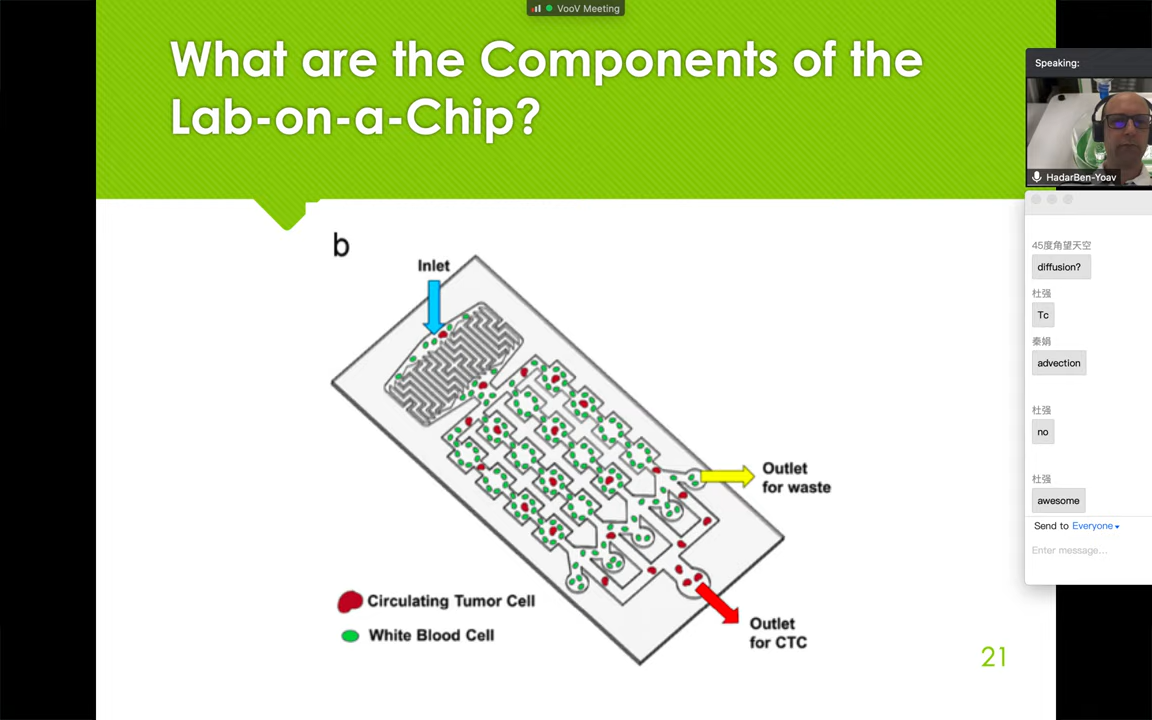 VooV Meeting
What are the Components of the
Lab-on-a-Chip?
b
Inlet
Outlet
for waste
Circulating Tumor Cell
White Blood Cell
Outlet
for CTC
21
Speaking:
HadarBen-Yoav
45度角望天空
diffusion?
杜强
Tc
秦娟
advection
杜强
no
杜强
awesome
Send to Everyone
Enter message...